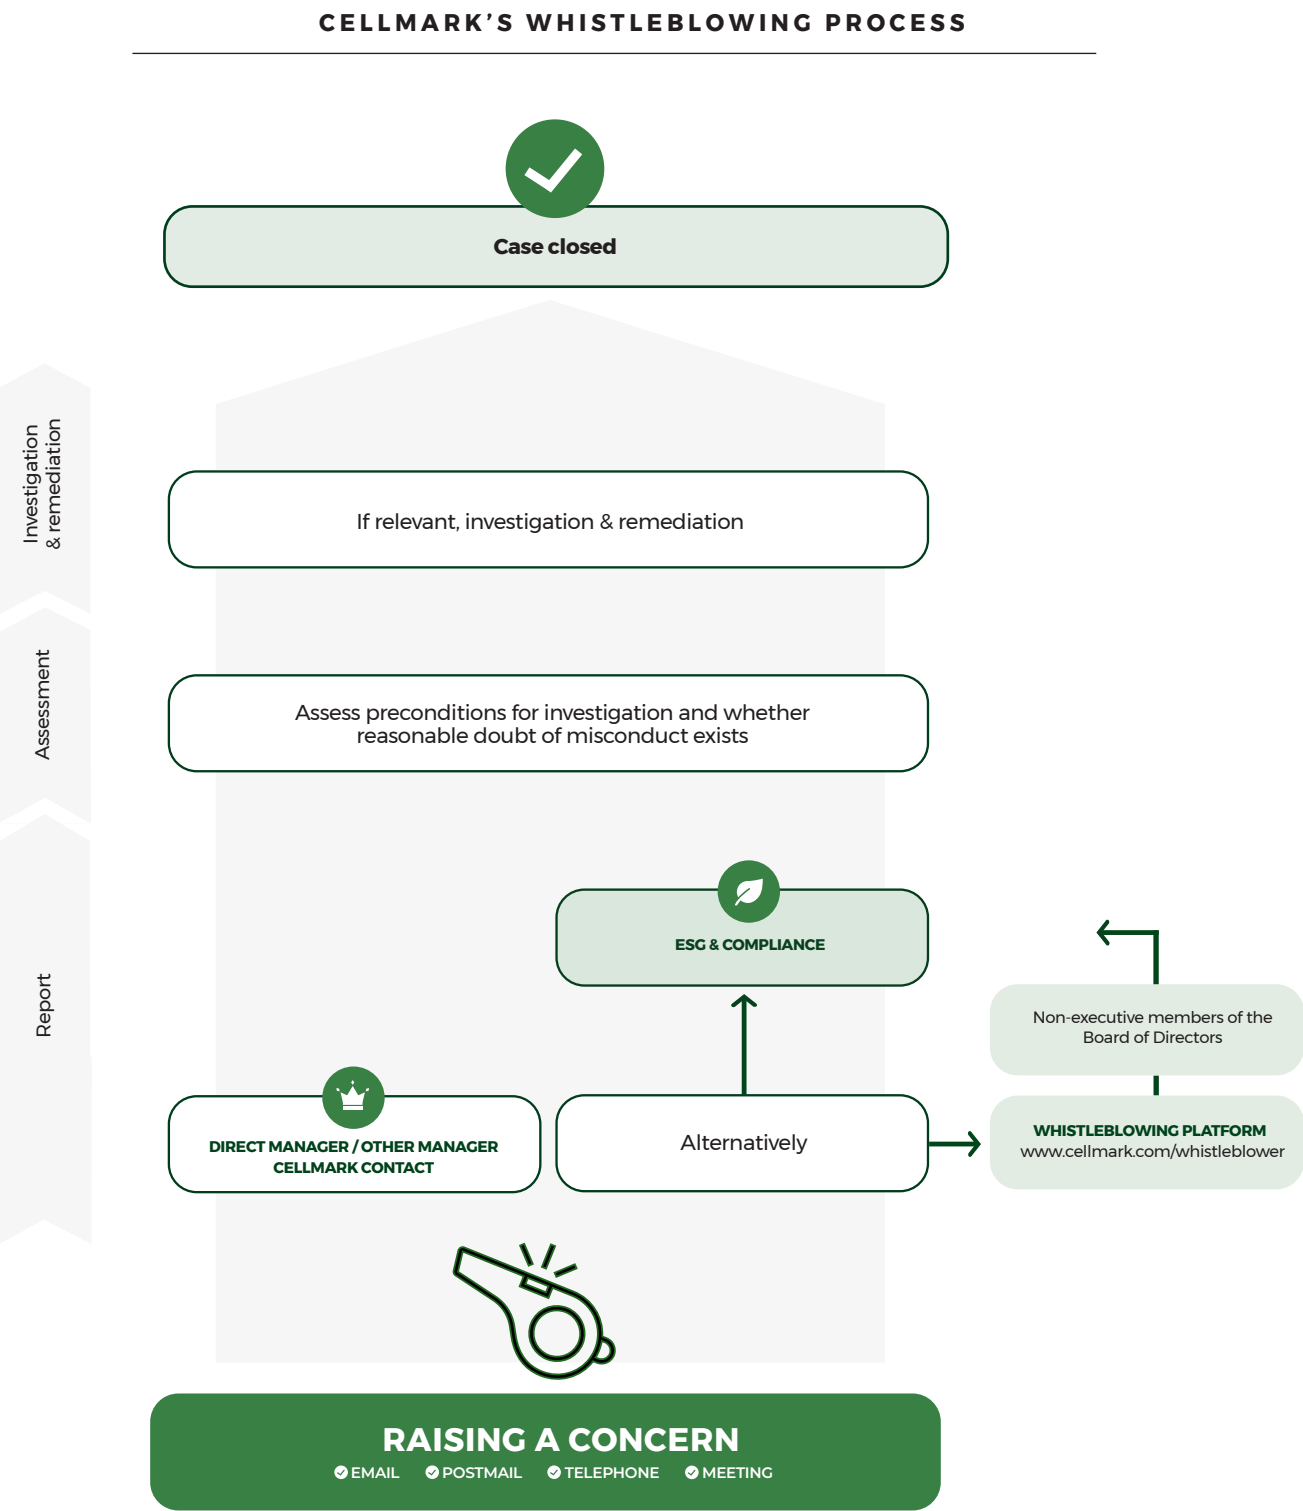 CELLMARK'S WHISTLEBLOWING PROCESS
Case closed
Investigation
& remediation
If relevant, investigation & remediation
Assessment
Assess preconditions for investigation and whether
reasonable doubt of misconduct exists
Report
ESG & COMPLIANCE
Non-executive members of the
Board of Directors
DIRECT MANAGER / OTHER MANAGER
CELLMARK CONTACT
Alternatively
WHISTLEBLOWING PLATFORM
www.cellmark.com/whistleblower
RAISING A CONCERN
EMAIL POSTMAIL TELEPHONE MEETING